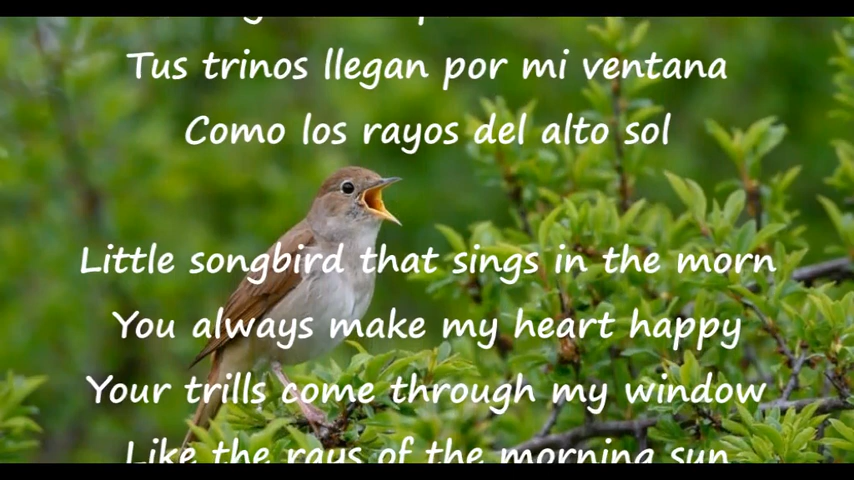 Tus trinos llegan por mi ventana
Como los rayos del alto sol
Little songbird that sings in the morn
You always make my heart happy
Your trills come through my window
Like the rays of the morning sun